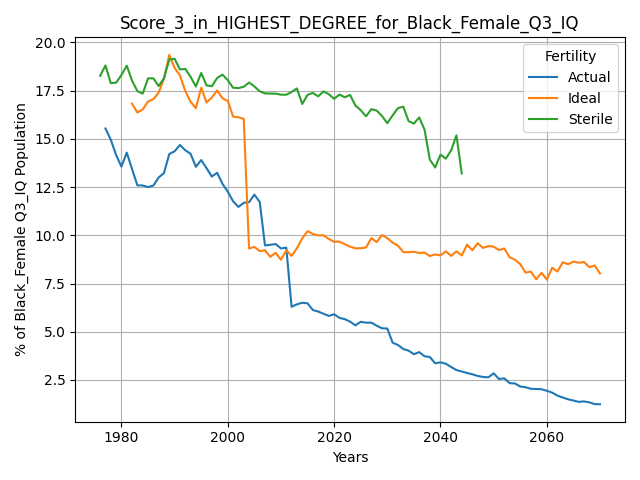 Score_3_in_HIGHEST_DEGREE_for_Black_Female_Q3_IQ
% of Black_Female Q3_IQ Population
20.0
17.5
15.0
12.5
10.0
7.5
5.0
2.5
Fertility
Actual
Ideal
Sterile
1980
2000
2020
2040
2060
Years